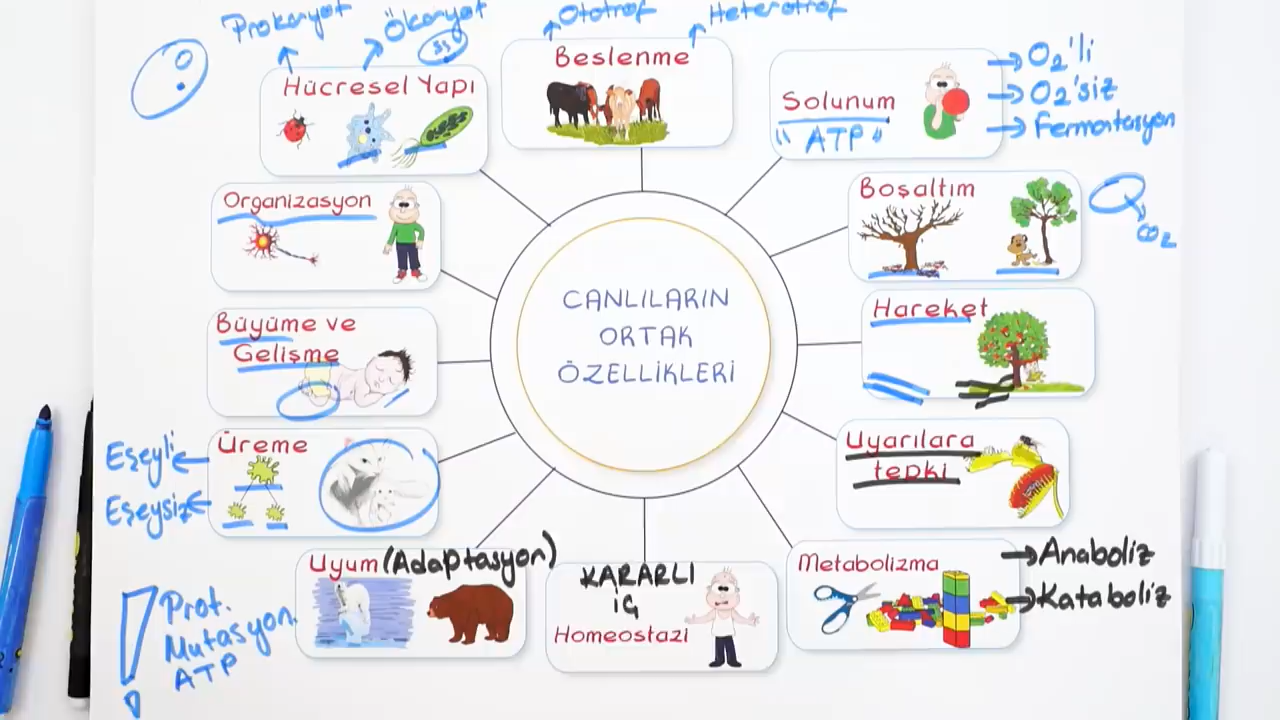 Prokaryot
Ökaryot
Ototrof
Heterotrof
Hücresel Yapı
Beslenme
Solunum
"ATP"
O₂'li
O₂'siz
Fermantasyon
Organizasyon
Boşaltım
CO₂
Büyüme ve
Gelişme
CANLILARIN
ORTAK
ÖZELLİKLERİ
Hareket
Üreme
Eşeyli
Eşeysiz
Uyarılara
tepki
Uyum (Adaptasyon)
KARARLI
İÇ
Homeostazi
Metabolizma
Anaboliz
Kataboliz
Prot.
Mutasyon
ATP